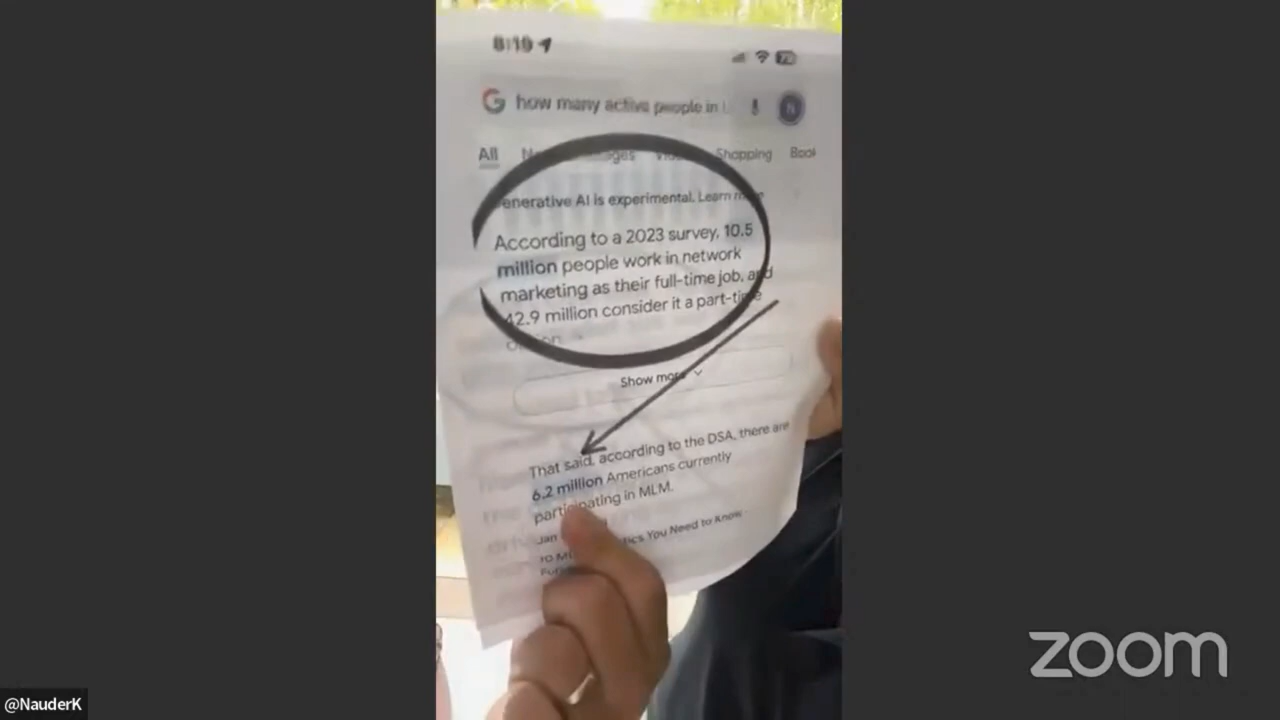 8:19
how many active people in
All
Shopping
Book
enerative AI is experimental. Learn
According to a 2023 survey, 10.5
million people work in network
marketing as their full-time job, and
42.9 million consider it a part-time
Show more
That said, according to the DSA, there are
6.2 million Americans currently
participating in MLM.
Jan
tics You Need to Know
zoom
@NauderK